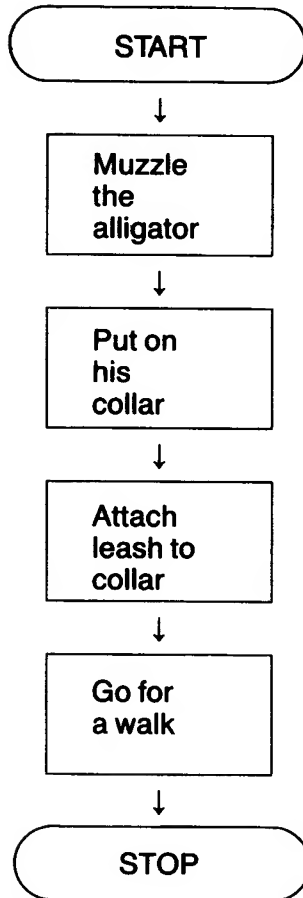 START
Muzzle
the
alligator
Put on
his
collar
Attach
leash to
collar
Go for
a walk
STOP